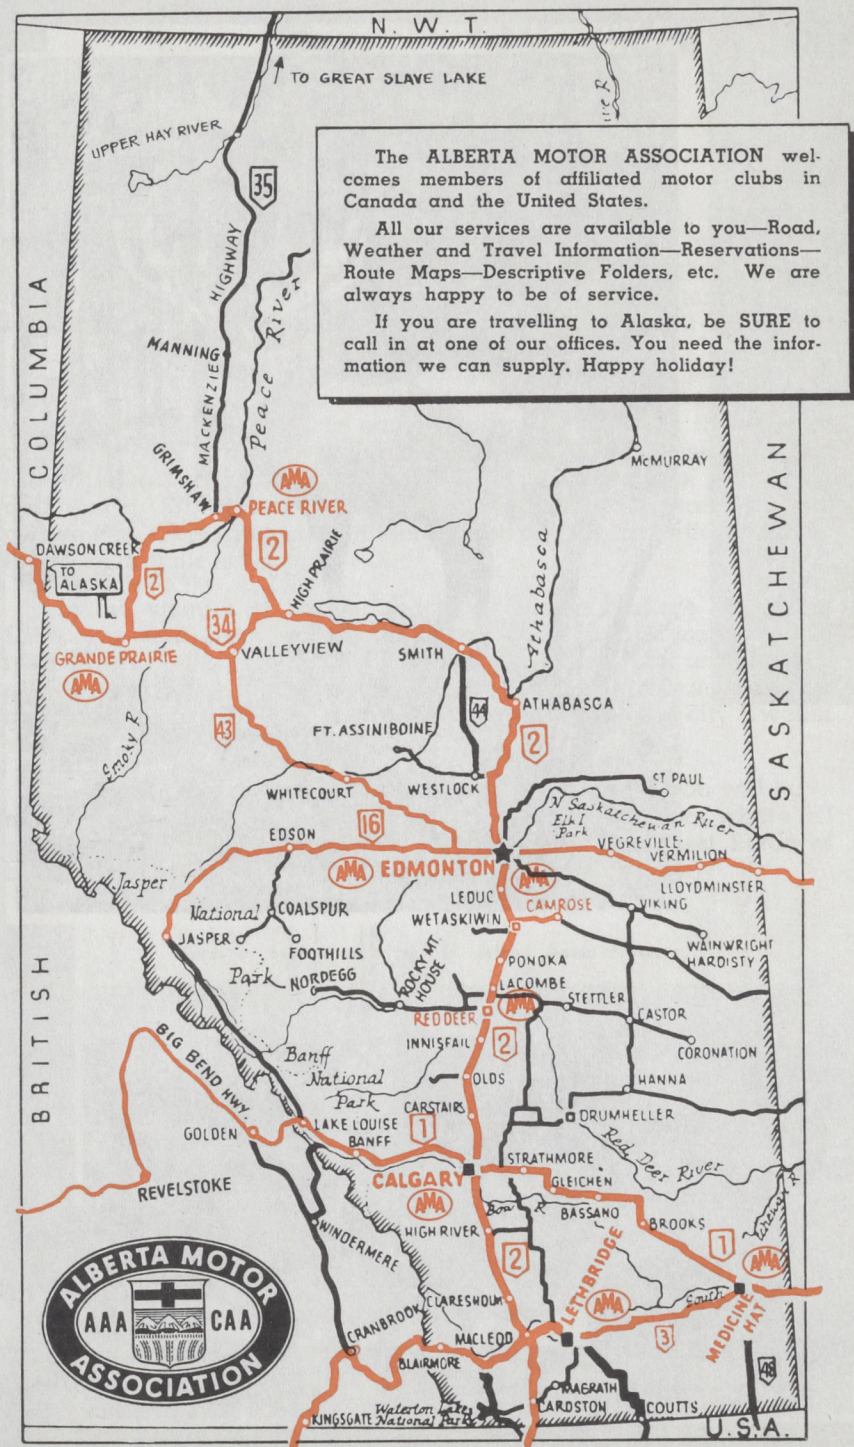 N. W. T.
TO GREAT SLAVE LAKE
UPPER HAY RIVER
35
The ALBERTA MOTOR ASSOCIATION wel-
comes members of affiliated motor clubs in
Canada and the United States.
All our services are available to you—Road,
Weather and Travel Information—Reservations—
Route Maps—Descriptive Folders, etc. We are
always happy to be of service.
If you are travelling to Alaska, be SURE to
call in at one of our offices. You need the infor-
mation we can supply. Happy holiday!
MACKENZIE HIGHWAY
Peace River
MANNING
BRITISH COLUMBIA
SASKATCHEWAN
GRIMSHAW
AMA
PEACE RIVER
McMURRAY
DAWSON CREEK
TO
ALASKA
2
2
HIGH PRAIRIE
Athabasca
34
GRANDE PRAIRIE
AMA
VALLEYVIEW
SMITH
43
44
ATHABASCA
FT. ASSINIBOINE
2
Smoky R
WHITECOURT
WESTLOCK
ST PAUL
N Saskatchewan River
Elk I
Park
16
EDSON
AMA
EDMONTON
AMA
VEGREVILLE
VERMILION
LLOYDMINSTER
LEDUC
CAMROSE
VIKING
WETASKIWIN
WAINWRIGHT
HARDISTY
Jasper
National
Park
COALSPUR
JASPER
FOOTHILLS
NORDEGG
ROCKY MT.
HOUSE
PONOKA
LACOMBE
RED DEER
AMA
STETTLER
CASTOR
CORONATION
INNISFAIL
2
OLDS
HANNA
Banff
National
Park
BIG BEND HWY.
CARSTAIRS
DRUMHELLER
GOLDEN
LAKE LOUISE
BANFF
1
Red Deer River
REVELSTOKE
CALGARY
AMA
STRATHMORE
GLEICHEN
Bow R
BASSANO
BROOKS
1
WINDERMERE
HIGH RIVER
2
LETHBRIDGE
AMA
South
AMA
MEDICINE
HAT
CLARESHOLM
3
CRANBROOK
MACLEOD
BLAIRMORE
48
MAGRATH
CARDSTON
COUTTS
Waterton Lake
National Park
KINGSGATE
U.S.A.
ALBERTA MOTOR
AAA
CAA
ASSOCIATION